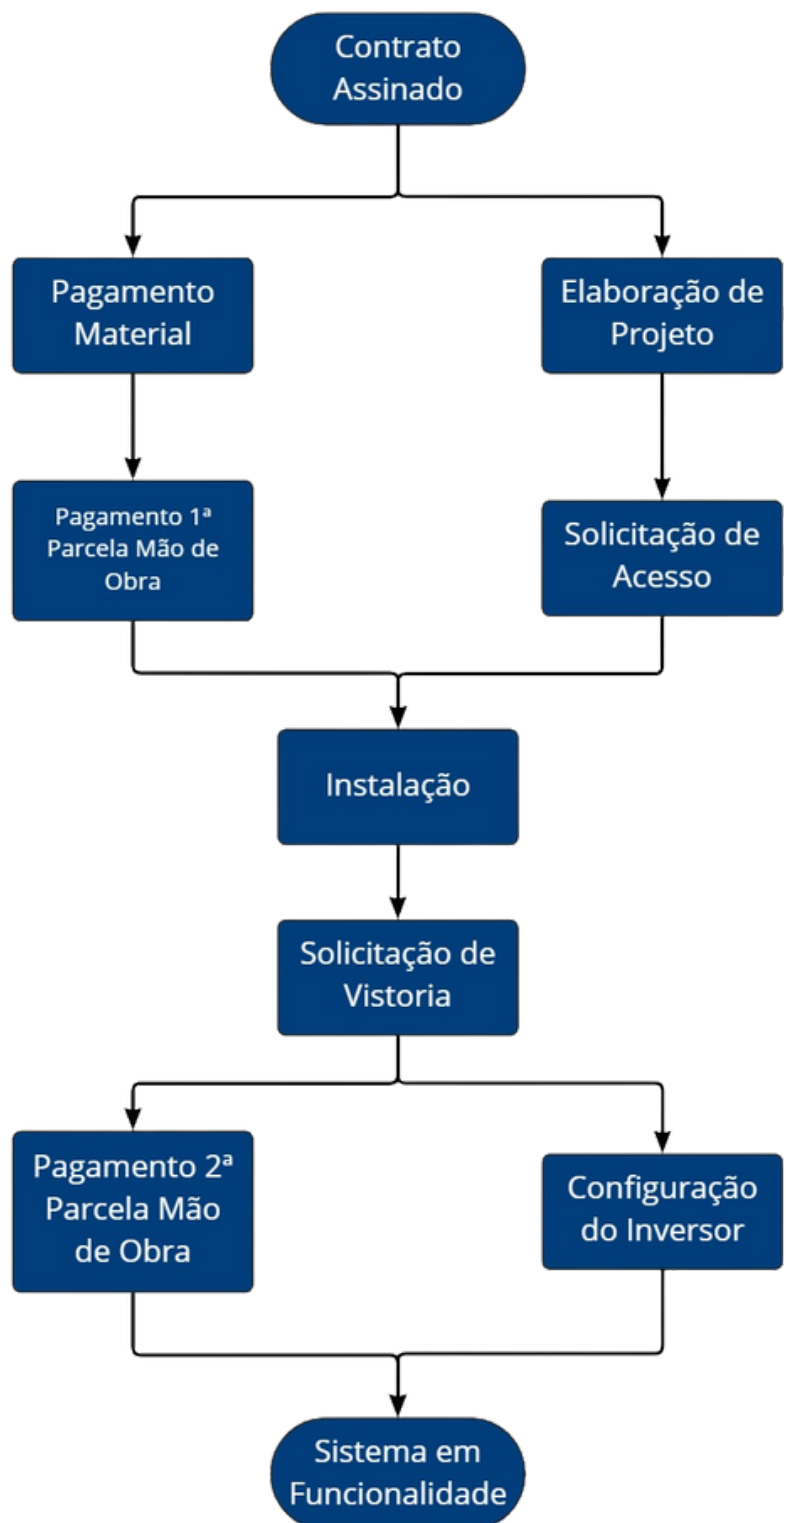 Contrato
Assinado
Pagamento
Material
Elaboração de
Projeto
Pagamento 1ª
Parcela Mão de
Obra
Solicitação de
Acesso
Instalação
Solicitação de
Vistoria
Pagamento 2ª
Parcela Mão
de Obra
Configuração
do Inversor
Sistema em
Funcionalidade